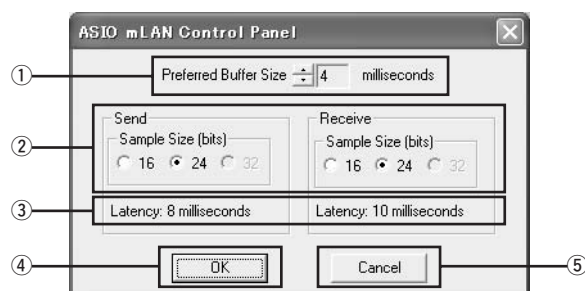 ASIO mLAN Control Panel
① Preferred Buffer Size 4 milliseconds
Send Receive
② Sample Size (bits) Sample Size (bits)
16 24 32 16 24 32
③ Latency: 8 milliseconds Latency: 10 milliseconds
④ OK Cancel ⑤